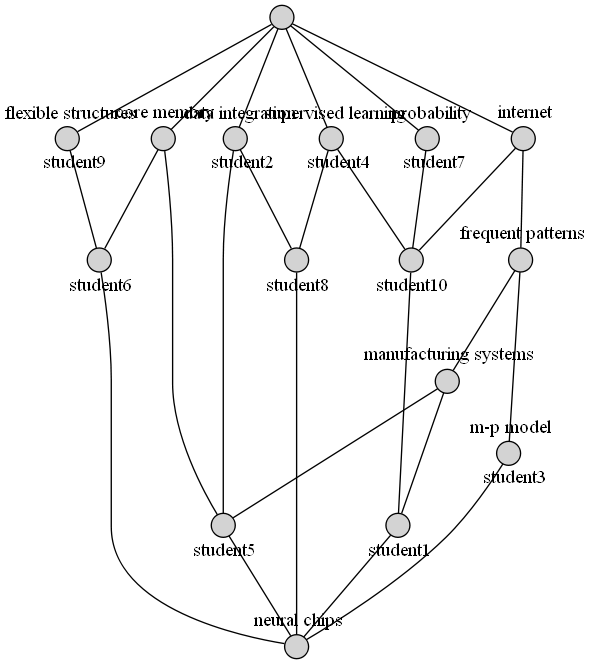 flexible structures
core memory
data integration
supervised learning
probability
internet
student9
student2
student4
student7
frequent patterns
student6
student8
student10
manufacturing systems
m-p model
student3
student5
student1
neural chips